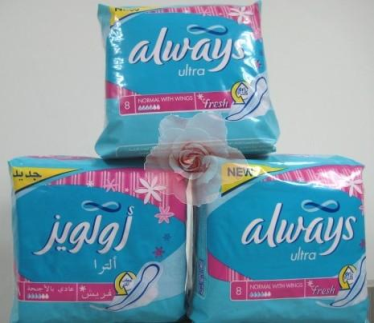 NEW
always
ultra
8 NORMAL WITH WINGS
fresh
جديد
أولويز
ألترا
عادي بالأجنحة
فريش
NEW
always
ultra
8 NORMAL WITH WINGS
fresh